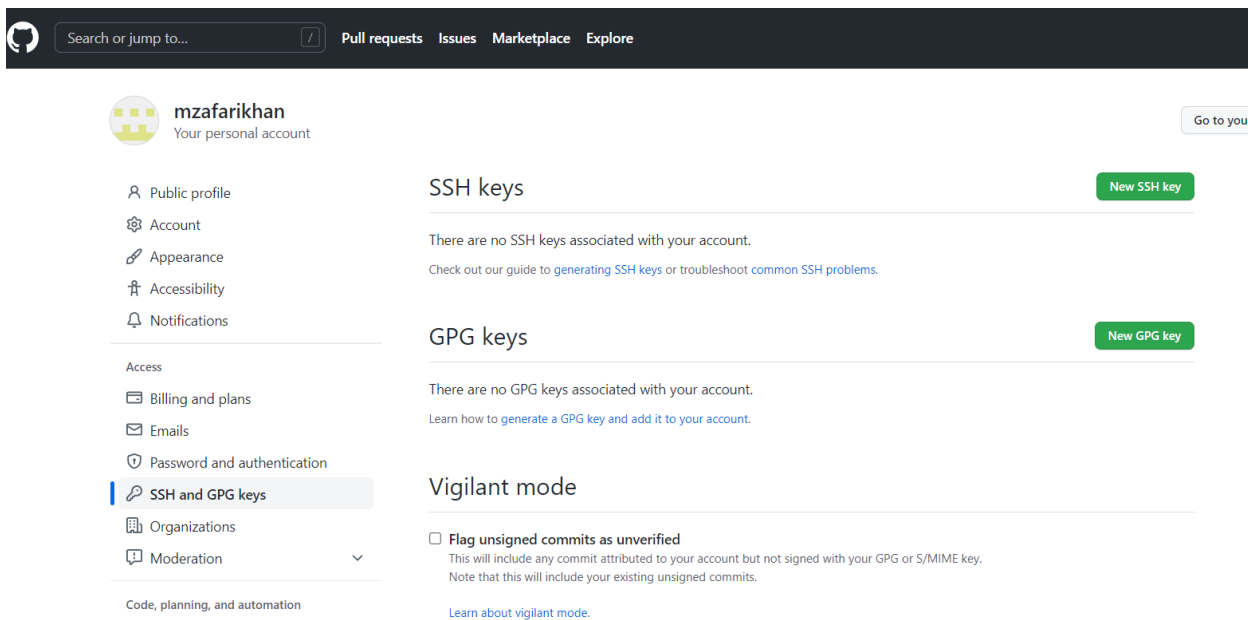 Search or jump to... /
Pull requests Issues Marketplace Explore
mzafarikhan
Your personal account
Go to you
Public profile
Account
Appearance
Accessibility
Notifications
Access
Billing and plans
Emails
Password and authentication
SSH and GPG keys
Organizations
Moderation
Code, planning, and automation
SSH keys
New SSH key
There are no SSH keys associated with your account.
Check out our guide to generating SSH keys or troubleshoot common SSH problems.
GPG keys
New GPG key
There are no GPG keys associated with your account.
Learn how to generate a GPG key and add it to your account.
Vigilant mode
Flag unsigned commits as unverified
This will include any commit attributed to your account but not signed with your GPG or S/MIME key.
Note that this will include your existing unsigned commits.
Learn about vigilant mode.